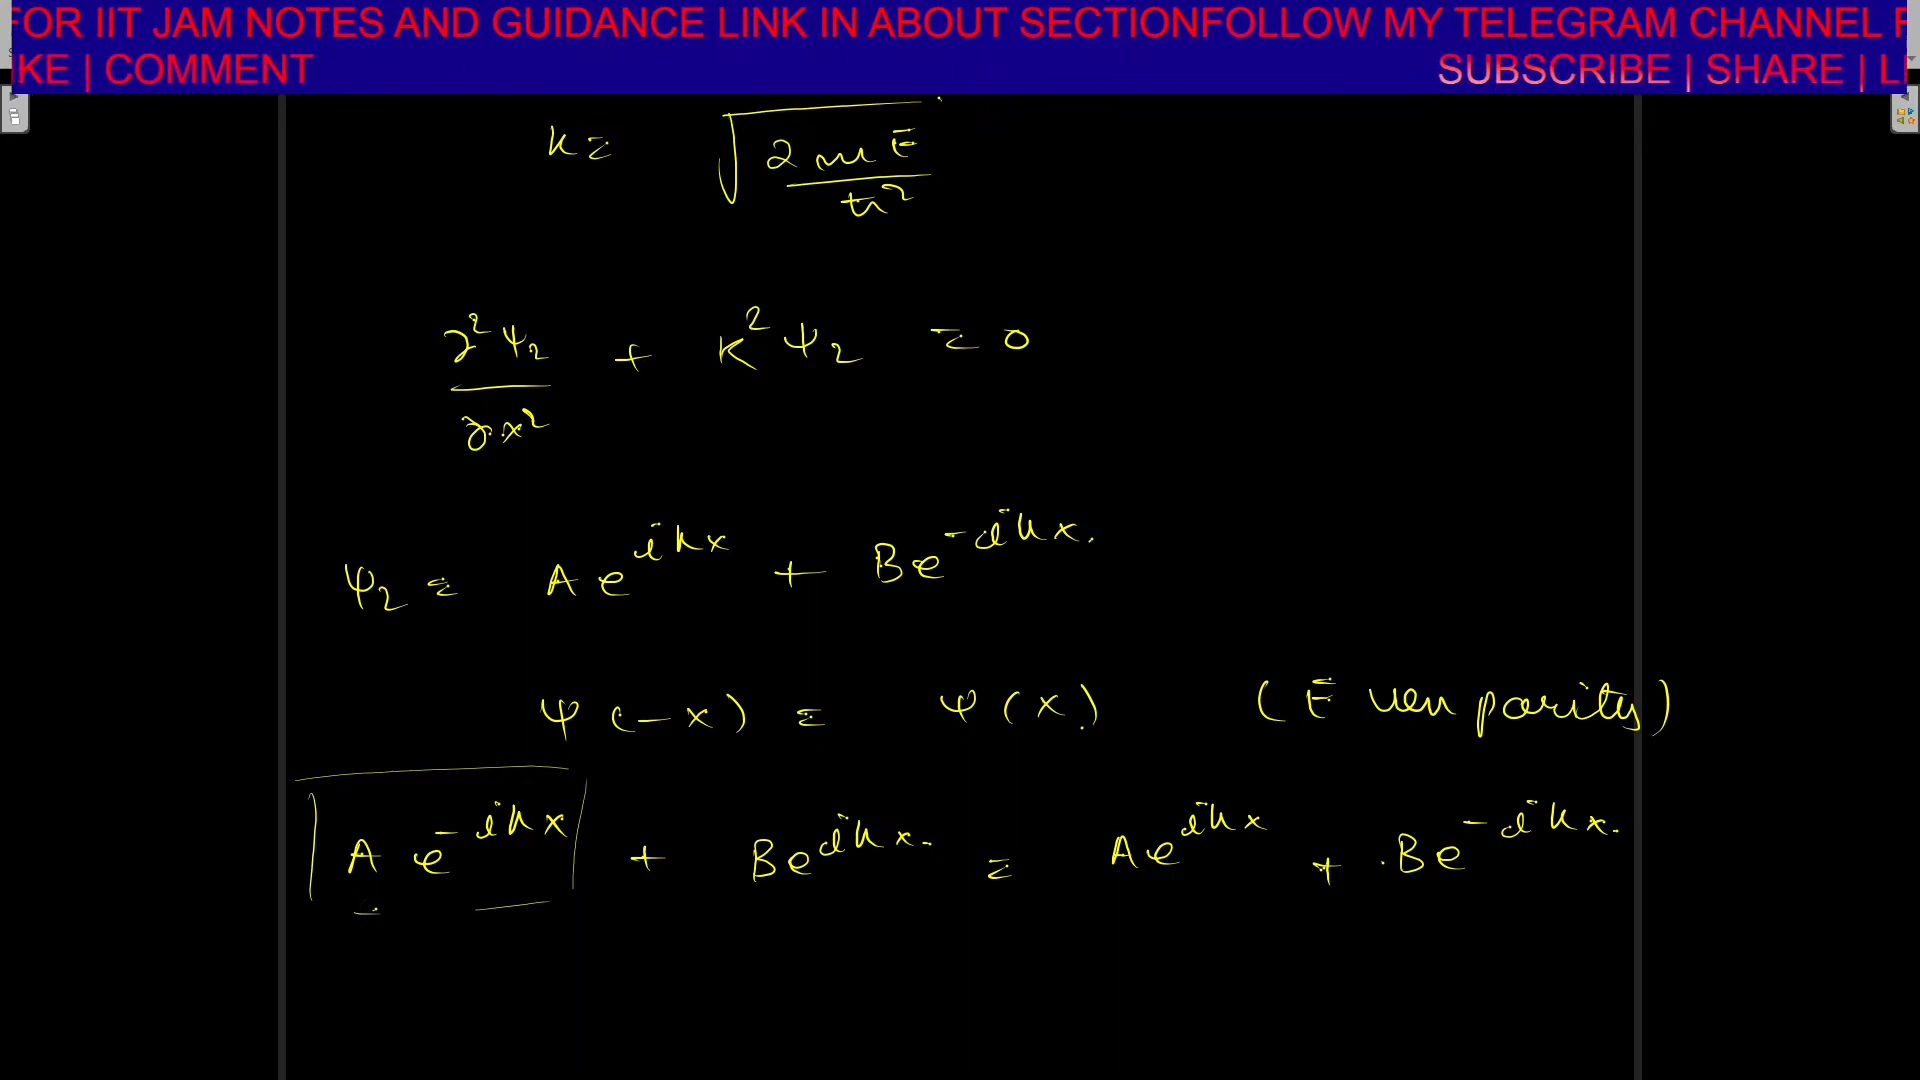 FOR IIT JAM NOTES AND GUIDANCE LINK IN ABOUT SECTIONFOLLOW MY TELEGRAM CHANNEL F
KE | COMMENT SUBSCRIBE | SHARE | LI
k = √(2mE/ħ²)
∂²ψ₂/∂x² + K²ψ₂ = 0
ψ₂ = Ae^{ikx} + Be^{-ikx}.
ψ(-x) = ψ(x) (Even parity)
Ae^{-ikx} + Be^{ikx} = Ae^{ikx} + Be^{-ikx}.